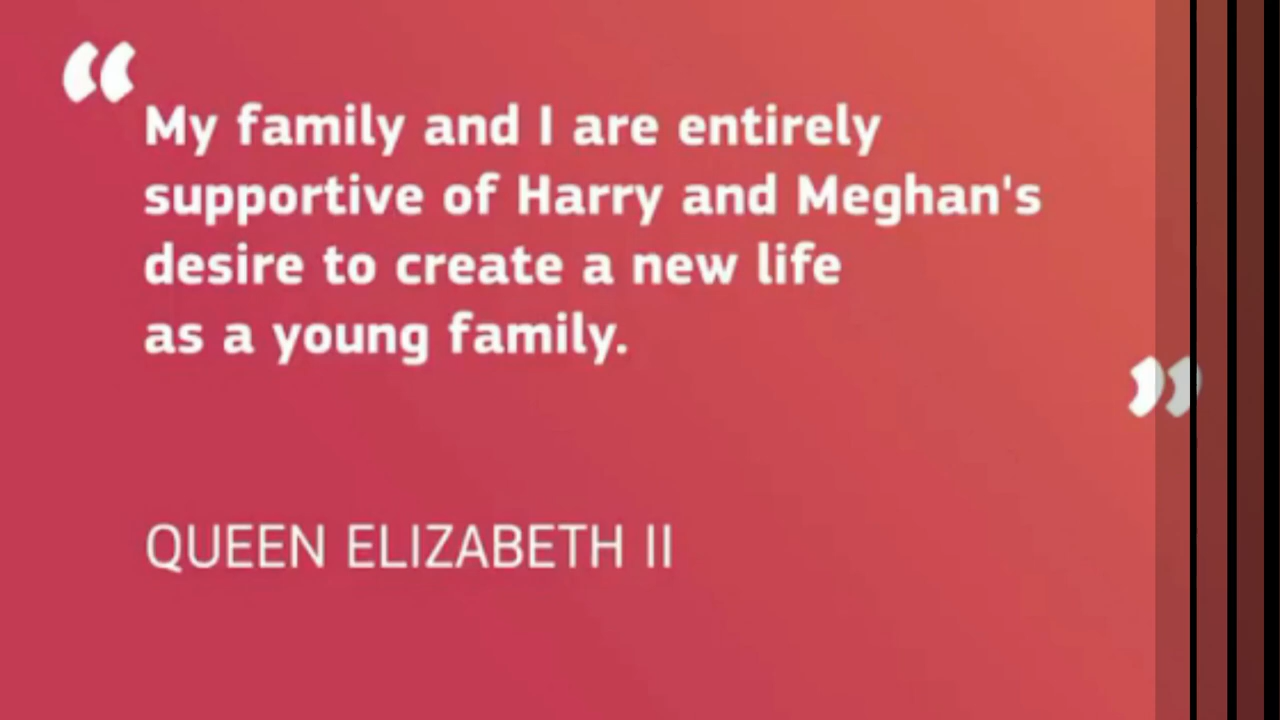 “
My family and I are entirely
supportive of Harry and Meghan's
desire to create a new life
as a young family.
”
QUEEN ELIZABETH II